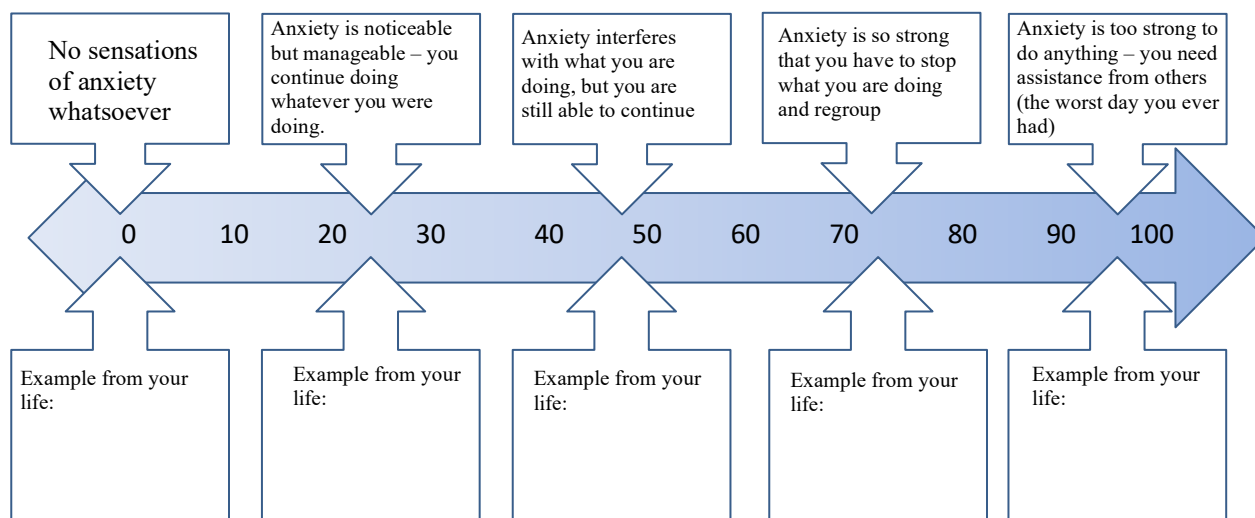 No sensations
of anxiety
whatsoever
Anxiety is noticeable
but manageable – you
continue doing
whatever you were
doing.
Anxiety interferes
with what you are
doing, but you are
still able to continue
Anxiety is so strong
that you have to stop
what you are doing
and regroup
Anxiety is too strong to
do anything – you need
assistance from others
(the worst day you ever
had)
0 10 20 30 40 50 60 70 80 90 100
Example from your
life:
Example from your
life:
Example from your
life:
Example from your
life:
Example from your
life: